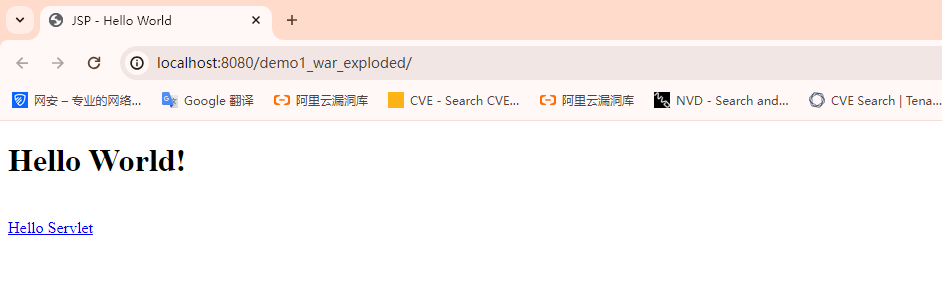 JSP - Hello World
localhost:8080/demo1_war_exploded/
网安 – 专业的网络... Google 翻译 阿里云漏洞库 CVE - Search CVE... 阿里云漏洞库 NVD - Search and... CVE Search | Tena...
Hello World!
Hello Servlet